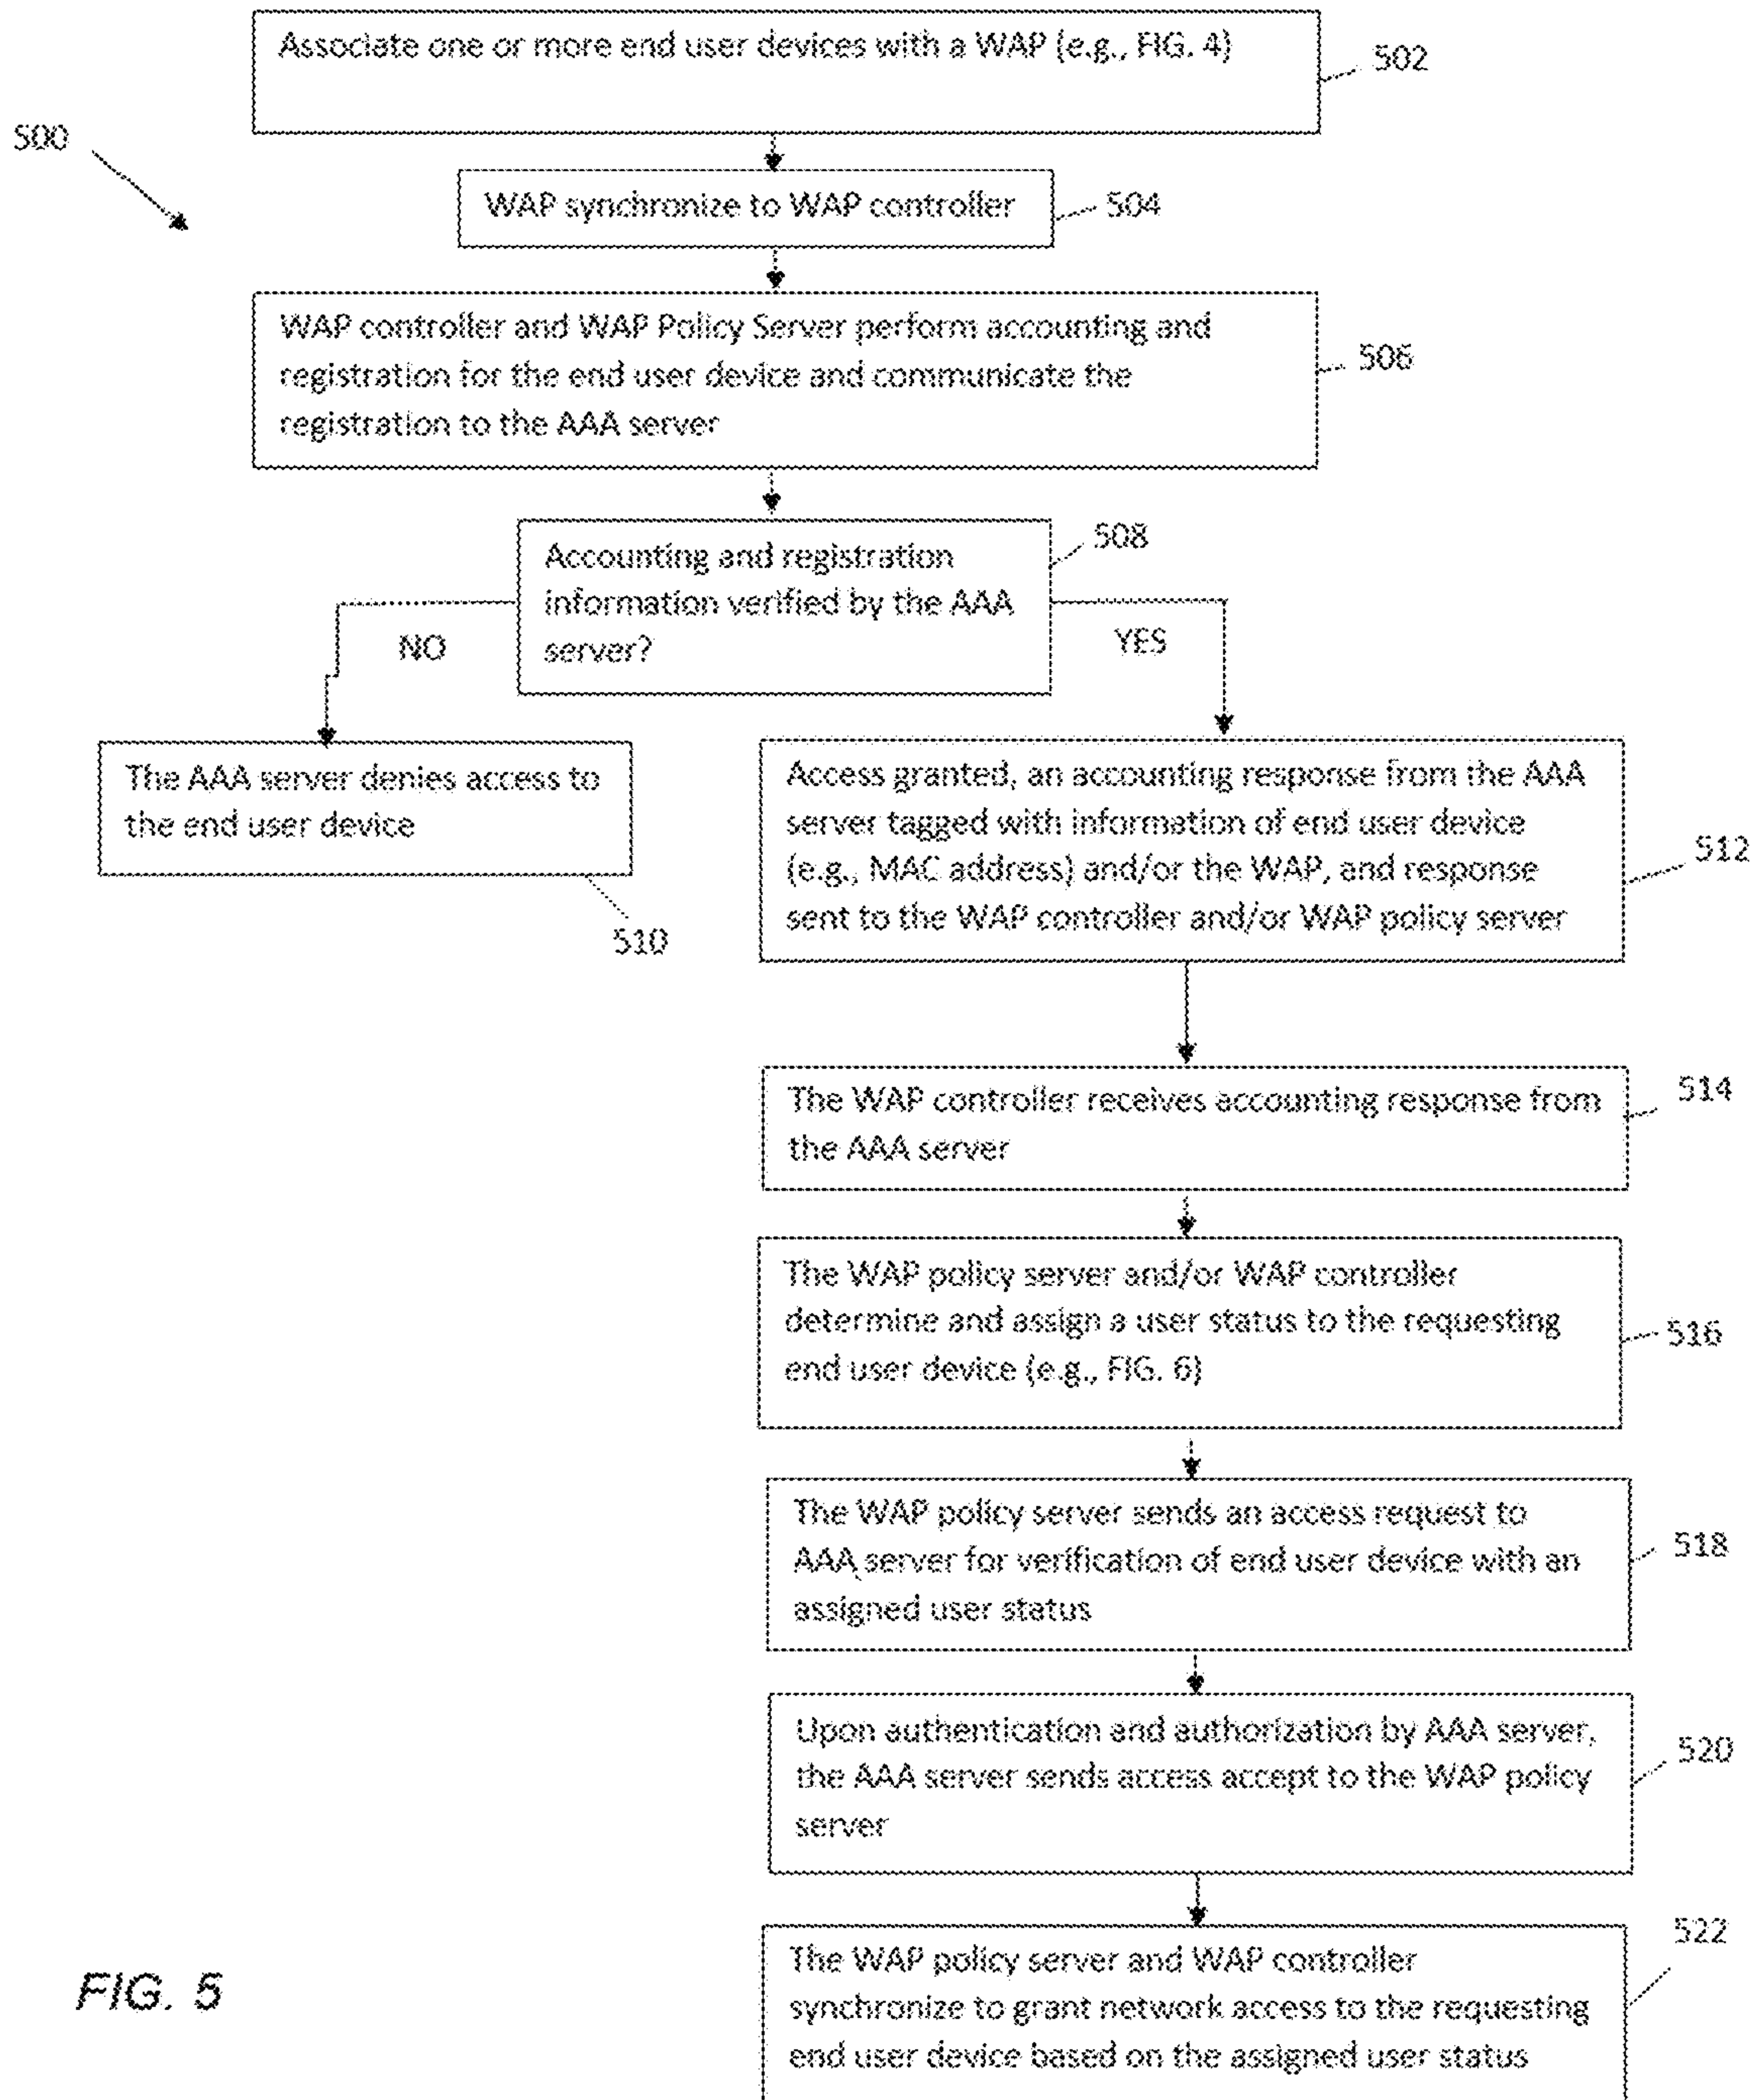 Associate one or more end user devices with a WAP (e.g., FIG. 4)
502
500
WAP synchronize to WAP controller
504
WAP controller and WAP Policy Server perform accounting and
registration for the end user device and communicate the
registration to the AAA server
506
Accounting and registration
information verified by the AAA
server?
508
NO
YES
The AAA server denies access to
the end user device
510
Access granted, an accounting response from the AAA
server tagged with information of end user device
(e.g., MAC address) and/or the WAP, and response
sent to the WAP controller and/or WAP policy server
512
The WAP controller receives accounting response from
the AAA server
514
The WAP policy server and/or WAP controller
determine and assign a user status to the requesting
end user device (e.g., FIG. 6)
516
The WAP policy server sends an access request to
AAA server for verification of end user device with an
assigned user status
518
Upon authentication and authorization by AAA server,
the AAA server sends access accept to the WAP policy
server
520
The WAP policy server and WAP controller
synchronize to grant network access to the requesting
end user device based on the assigned user status
522
FIG. 5